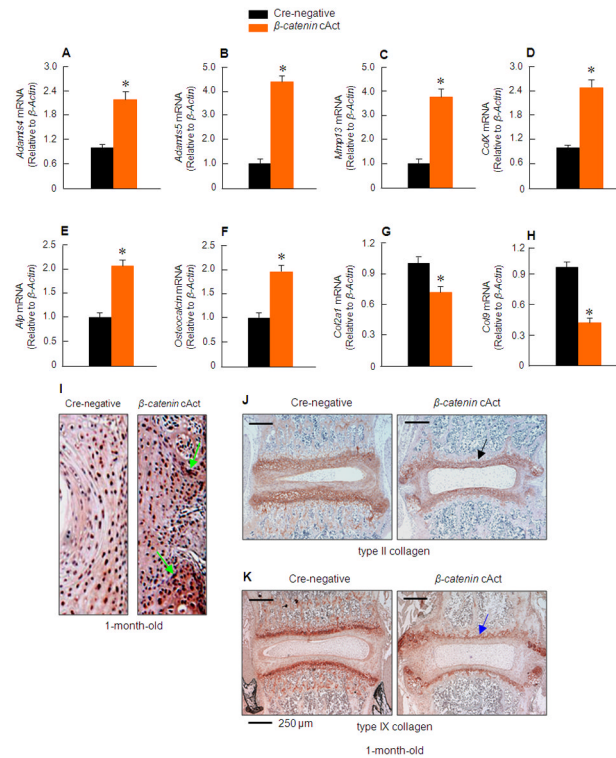 Cre-negative
β-catenin cAct
A
B
C
D
Adamts4 mRNA
(Relative to β-Actin)
3.0
2.4
1.8
1.2
0.6
0.0
*
Adamts5 mRNA
(Relative to β-Actin)
5.0
4.0
3.0
2.0
1.0
0.0
*
Mmp13 mRNA
(Relative to β-Actin)
5.0
4.0
3.0
2.0
1.0
0.0
*
ColX mRNA
(Relative to β-Actin)
3.0
2.4
1.8
1.2
0.6
0.0
*
E
F
G
H
Alp mRNA
(Relative to β-Actin)
2.5
2.0
1.5
1.0
0.5
0.0
*
Osteocalcin mRNA
(Relative to β-Actin)
2.5
2.0
1.5
1.0
0.5
0.0
*
Col2a1 mRNA
(Relative to β-Actin)
1.2
0.9
0.6
0.3
0
*
Col9 mRNA
(Relative to β-Actin)
1.2
0.9
0.6
0.3
0
*
I
Cre-negative β-catenin cAct
1-month-old
J
Cre-negative β-catenin cAct
type II collagen
K
Cre-negative β-catenin cAct
250 μm
type IX collagen
1-month-old